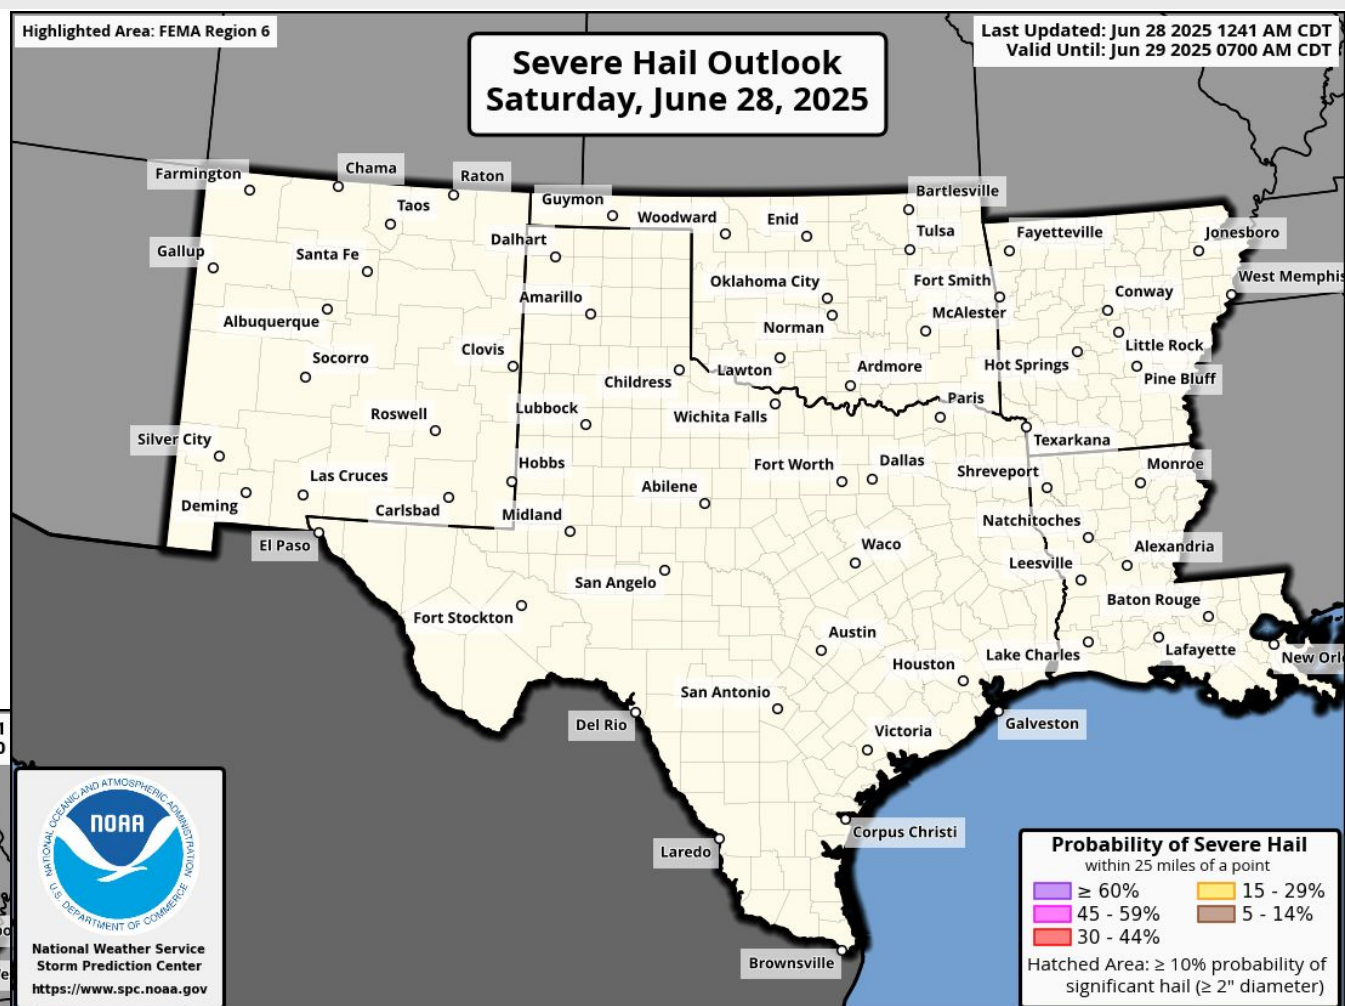 Highlighted Area: FEMA Region 6
Last Updated: Jun 28 2025 1241 AM CDT
Valid Until: Jun 29 2025 0700 AM CDT
Severe Hail Outlook
Saturday, June 28, 2025
Farmington
Chama
Raton
Guymon
Bartlesville
Taos
Woodward
Enid
Tulsa
Fayetteville
Jonesboro
Gallup
Santa Fe
Dalhart
Oklahoma City
Fort Smith
West Memphis
Conway
Amarillo
Albuquerque
Norman
McAlester
Little Rock
Socorro
Clovis
Childress
Lawton
Ardmore
Hot Springs
Pine Bluff
Paris
Roswell
Lubbock
Wichita Falls
Silver City
Texarkana
Las Cruces
Hobbs
Fort Worth
Dallas
Shreveport
Monroe
Abilene
Deming
Carlsbad
Midland
Natchitoches
El Paso
Waco
Alexandria
Leesville
San Angelo
Baton Rouge
Fort Stockton
Austin
Lake Charles
Lafayette
New Orl
Houston
San Antonio
Del Rio
Galveston
Victoria
Corpus Christi
Laredo
Brownsville
NATIONAL OCEANIC AND ATMOSPHERIC ADMINISTRATION
NOAA
U.S. DEPARTMENT OF COMMERCE
National Weather Service
Storm Prediction Center
https://www.spc.noaa.gov
Probability of Severe Hail
within 25 miles of a point
≥ 60%
15 - 29%
45 - 59%
5 - 14%
30 - 44%
Hatched Area: ≥ 10% probability of
significant hail (≥ 2" diameter)